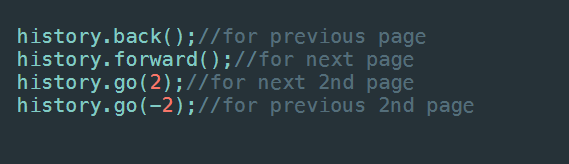 history.back();//for previous page
history.forward();//for next page
history.go(2);//for next 2nd page
history.go(-2);//for previous 2nd page